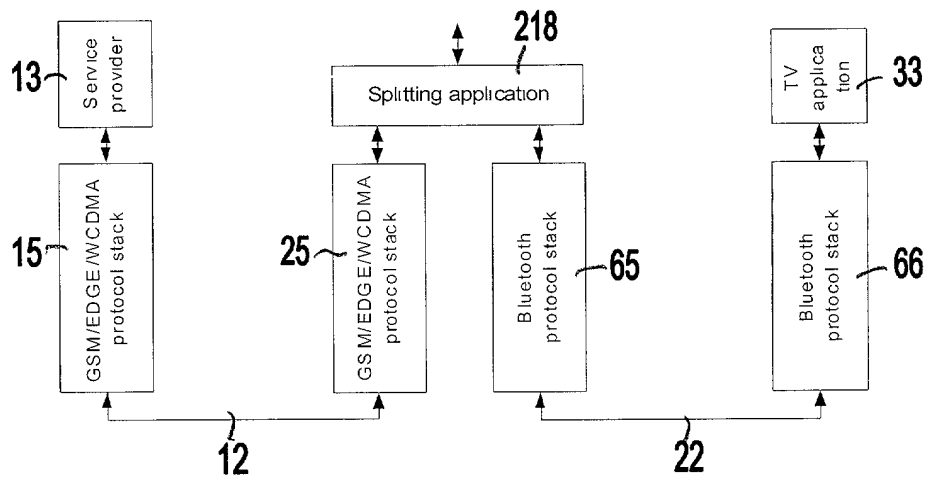 218
13
Service
provider
Splitting application
TV
applica
tion
33
15
GSM/EDGE/WCDMA
protocol stack
25
GSM/EDGE/WCDMA
protocol stack
Bluetooth
protocol stack
65
Bluetooth
protocol stack
66
12
22